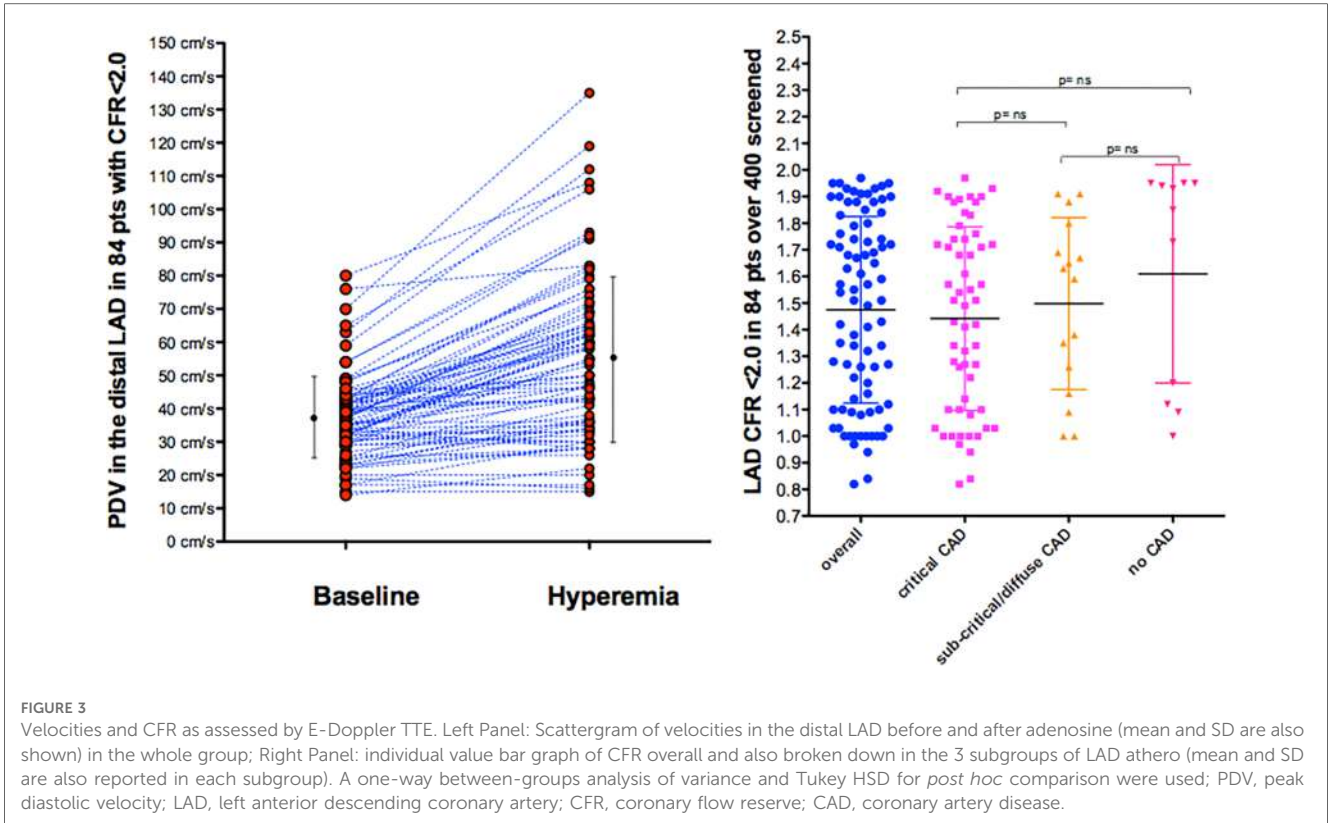 PDV in the distal LAD in 84 pts with CFR<2.0
150 cm/s
140 cm/s
130 cm/s
120 cm/s
110 cm/s
100 cm/s
90 cm/s
80 cm/s
70 cm/s
60 cm/s
50 cm/s
40 cm/s
30 cm/s
20 cm/s
10 cm/s
0 cm/s
Baseline
Hyperemia
LAD CFR <2.0 in 84 pts over 400 screened
2.5
2.4
2.3
2.2
2.1
2.0
1.9
1.8
1.7
1.6
1.5
1.4
1.3
1.2
1.1
1.0
0.9
0.8
0.7
p= ns
p= ns
p= ns
overall
critical CAD
sub-critical/diffuse CAD
no CAD
FIGURE 3
Velocities and CFR as assessed by E-Doppler TTE. Left Panel: Scattergram of velocities in the distal LAD before and after adenosine (mean and SD are also
shown) in the whole group; Right Panel: individual value bar graph of CFR overall and also broken down in the 3 subgroups of LAD athero (mean and SD
are also reported in each subgroup). A one-way between-groups analysis of variance and Tukey HSD for post hoc comparison were used; PDV, peak
diastolic velocity; LAD, left anterior descending coronary artery; CFR, coronary flow reserve; CAD, coronary artery disease.